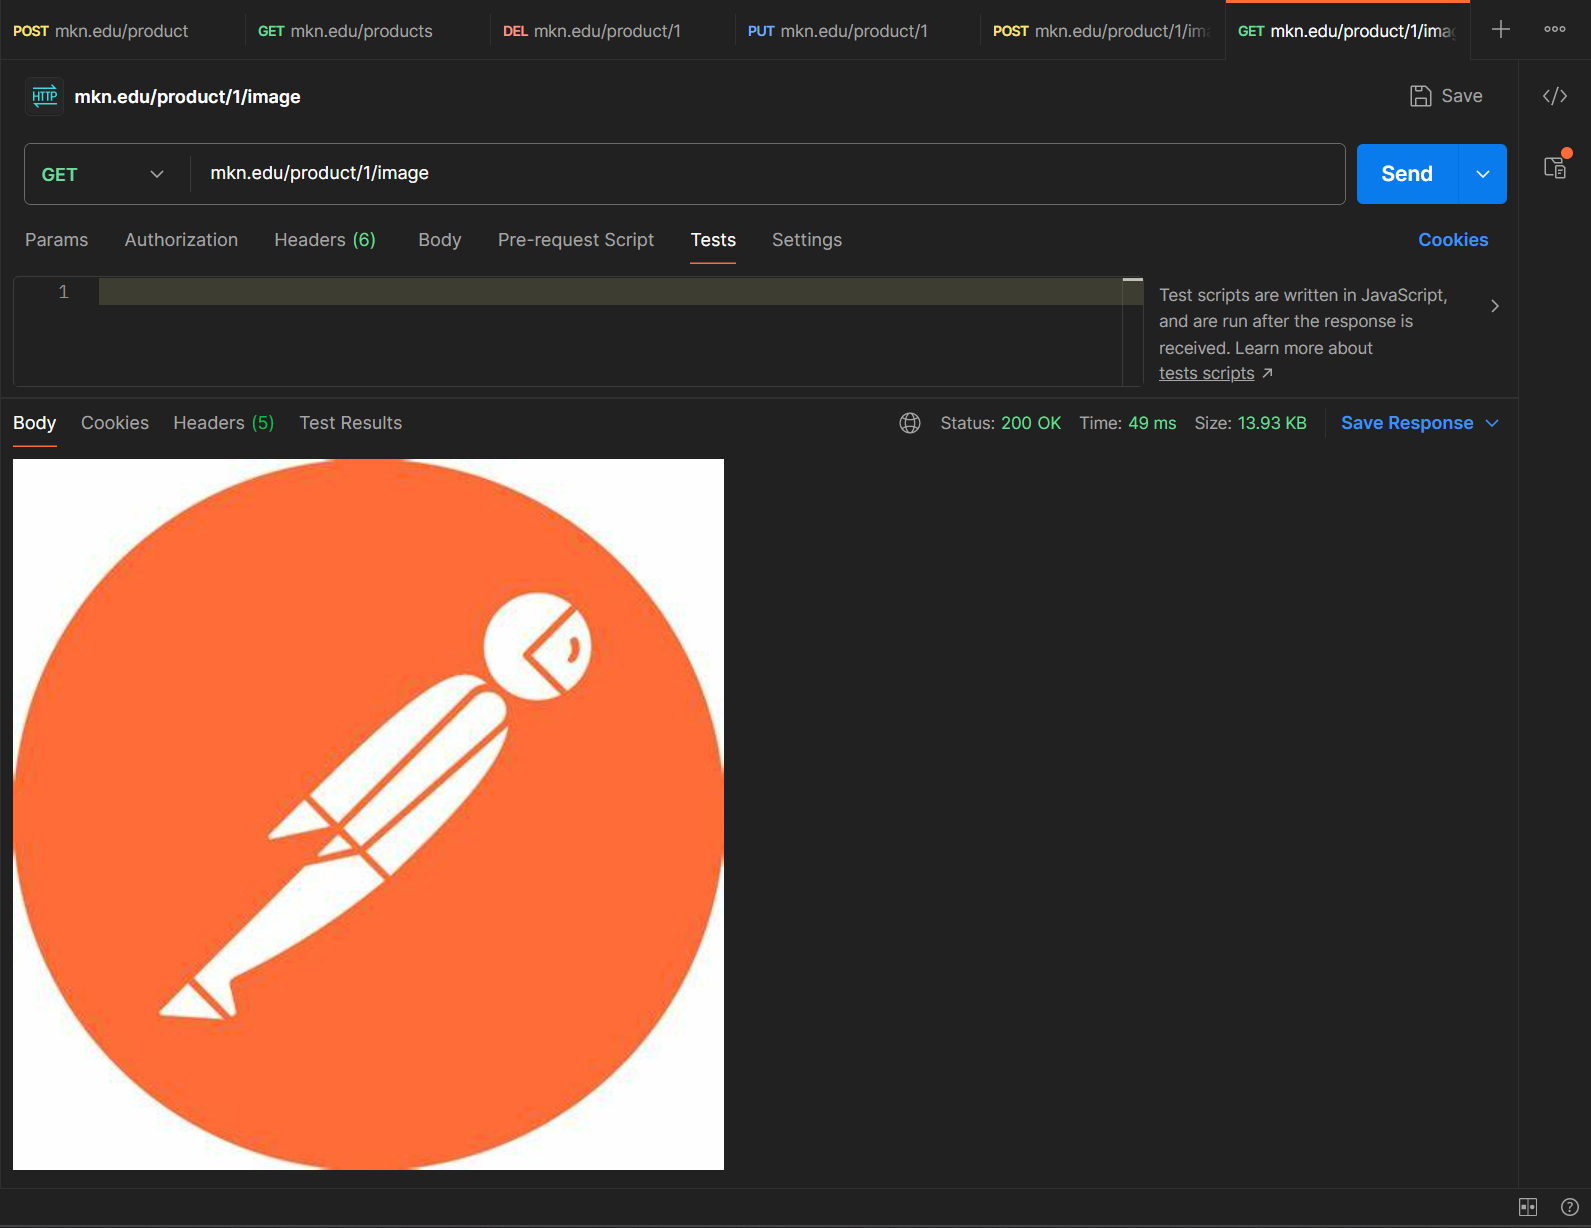 POST mkn.edu/product GET mkn.edu/products DEL mkn.edu/product/1 PUT mkn.edu/product/1 POST mkn.edu/product/1/im GET mkn.edu/product/1/ima
HTTP mkn.edu/product/1/image Save
GET mkn.edu/product/1/image Send
Params Authorization Headers (6) Body Pre-request Script Tests Settings Cookies
1
Test scripts are written in JavaScript,
and are run after the response is
received. Learn more about
tests scripts
Body Cookies Headers (5) Test Results Status: 200 OK Time: 49 ms Size: 13.93 KB Save Response